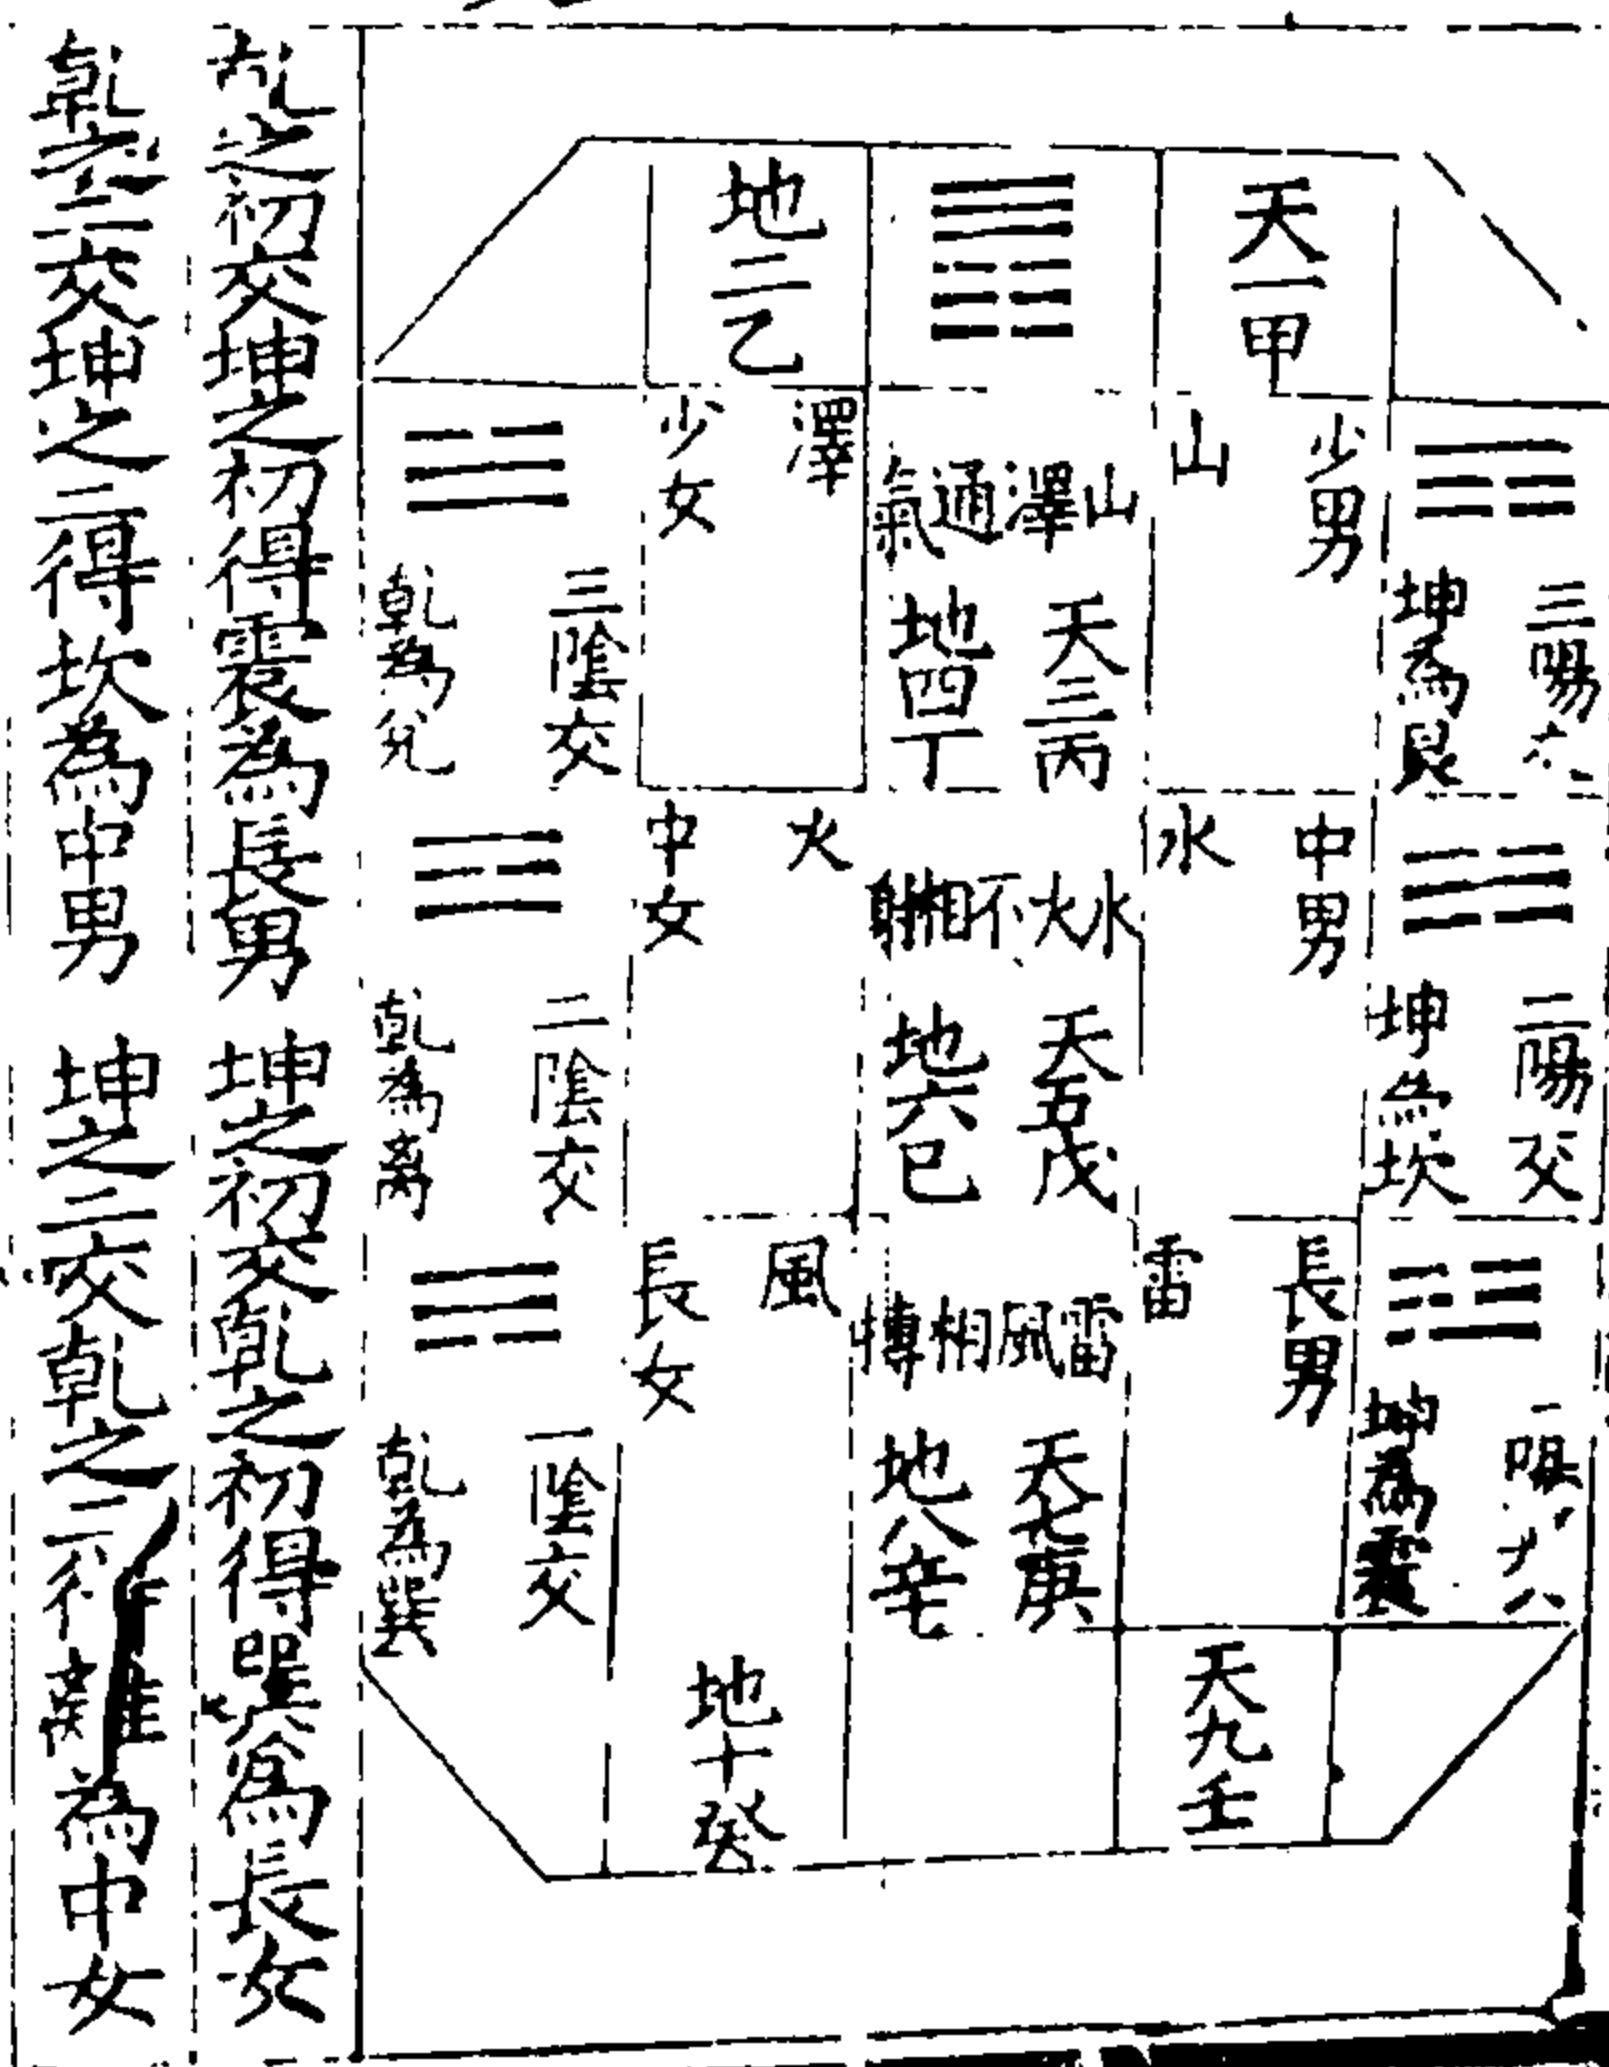 天一甲
地二乙
三陽
坤為艮
少男
山
山澤通氣
天三丙
地四丁
澤
少女
三陰交
乾為兌
二陽交
坤為坎
中男
水
水火不相射
天五戊
地六己
火
中女
二陰交
乾為离
一陽
坤為震
長男
雷
雷風相愽
天七庚
地八辛
風
長女
一陰交
乾為巽
天九壬
地十癸
乾之初交坤之初得震為長男 坤之初交乾之初得巽為長女
乾之二交坤之二得坎為中男 坤之二交乾之二得離為中女